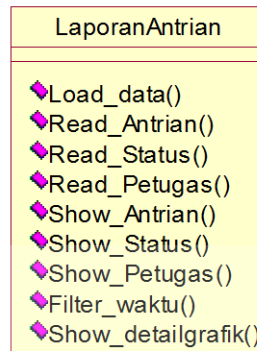 LaporanAntrian
Load_data()
Read_Antrian()
Read_Status()
Read_Petugas()
Show_Antrian()
Show_Status()
Show_Petugas()
Filter_waktu()
Show_detailgrafik()